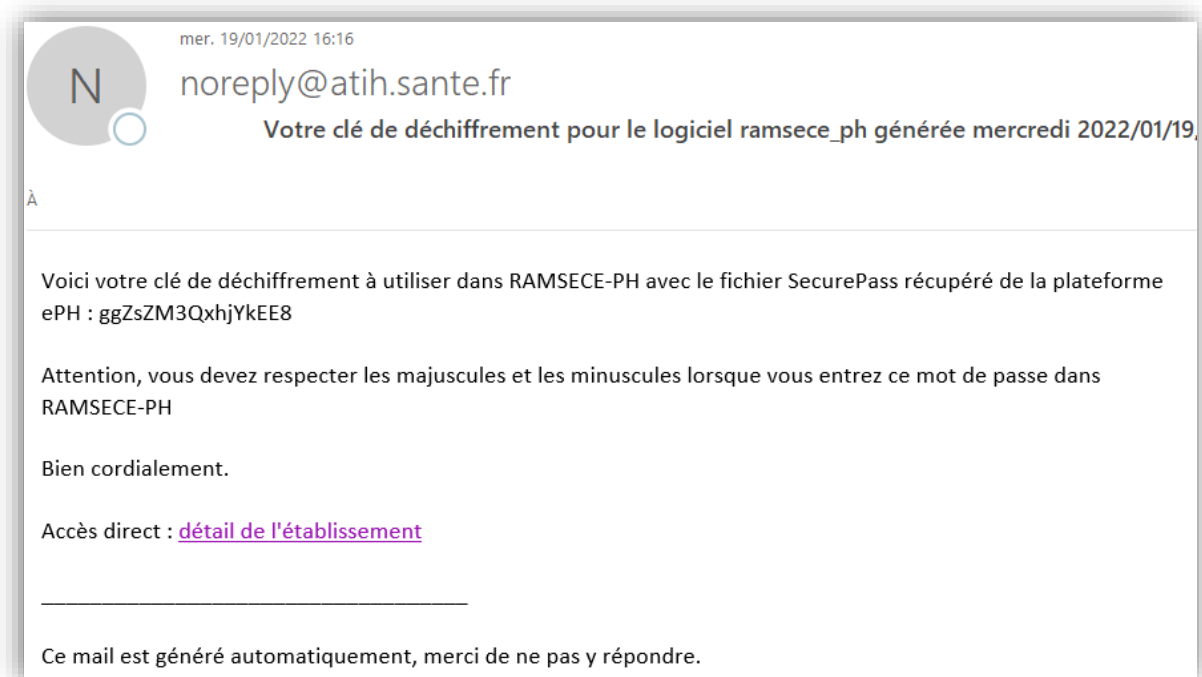 mer. 19/01/2022 16:16
N
noreply@atih.sante.fr
Votre clé de déchiffrement pour le logiciel ramsece_ph générée mercredi 2022/01/19,
À
Voici votre clé de déchiffrement à utiliser dans RAMSECE-PH avec le fichier SecurePass récupéré de la plateforme
ePH : ggZsZM3QxhjYkEE8
Attention, vous devez respecter les majuscules et les minuscules lorsque vous entrez ce mot de passe dans
RAMSECE-PH
Bien cordialement.
Accès direct : détail de l'établissement
___________________________________
Ce mail est généré automatiquement, merci de ne pas y répondre.